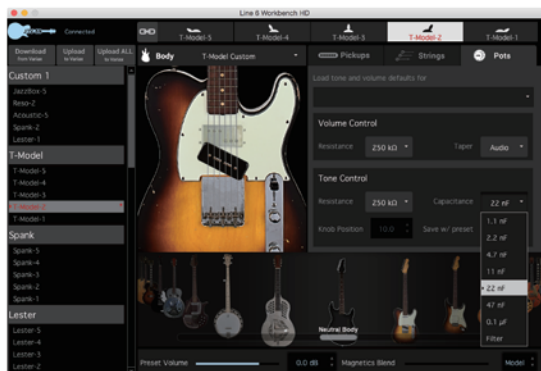 Line 6 Workbench HD
Connected
T-Model-5
T-Model-4
T-Model-3
T-Model-2
T-Model-1
Download
from Variax
Upload
to Variax
Upload ALL
to Variax
Body
T-Model Custom
Pickups
Strings
Pots
Custom 1
JazzBox-5
Reso-2
Acoustic-5
Spank-2
Lester-1
T-Model
T-Model-5
T-Model-4
T-Model-3
T-Model-2
T-Model-1
Spank
Spank-5
Spank-4
Spank-3
Spank-2
Spank-1
Lester
Lester-5
Lester-4
Lester-3
Lester-2
Load tone and volume defaults for
Volume Control
Resistance 250 kΩ Taper Audio
Tone Control
Resistance 250 kΩ Capacitance 22 nF
Knob Position 10.0 Save w/ preset
1.1 nF
2.2 nF
4.7 nF
11 nF
22 nF
47 nF
0.1 µF
Filter
Neutral Body
Preset Volume 0.0 dB Magnetics Blend Model